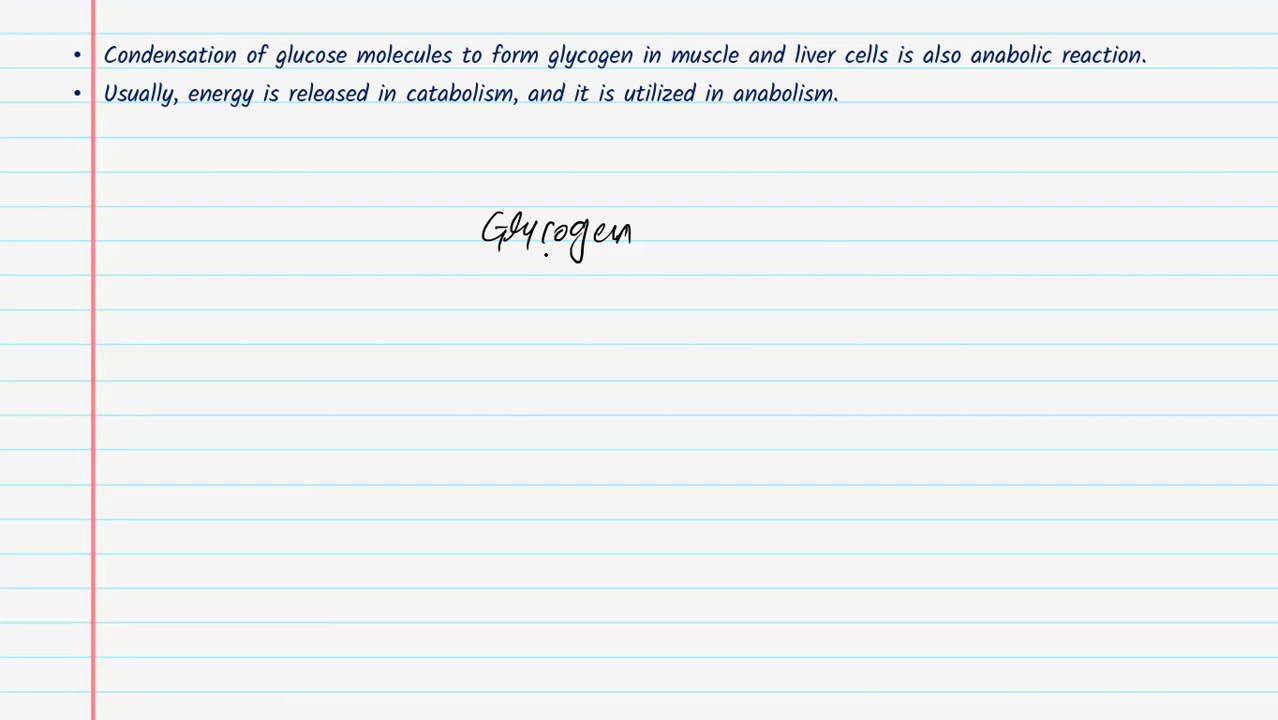 • Condensation of glucose molecules to form glycogen in muscle and liver cells is also anabolic reaction.
• Usually, energy is released in catabolism, and it is utilized in anabolism.
Glycogen